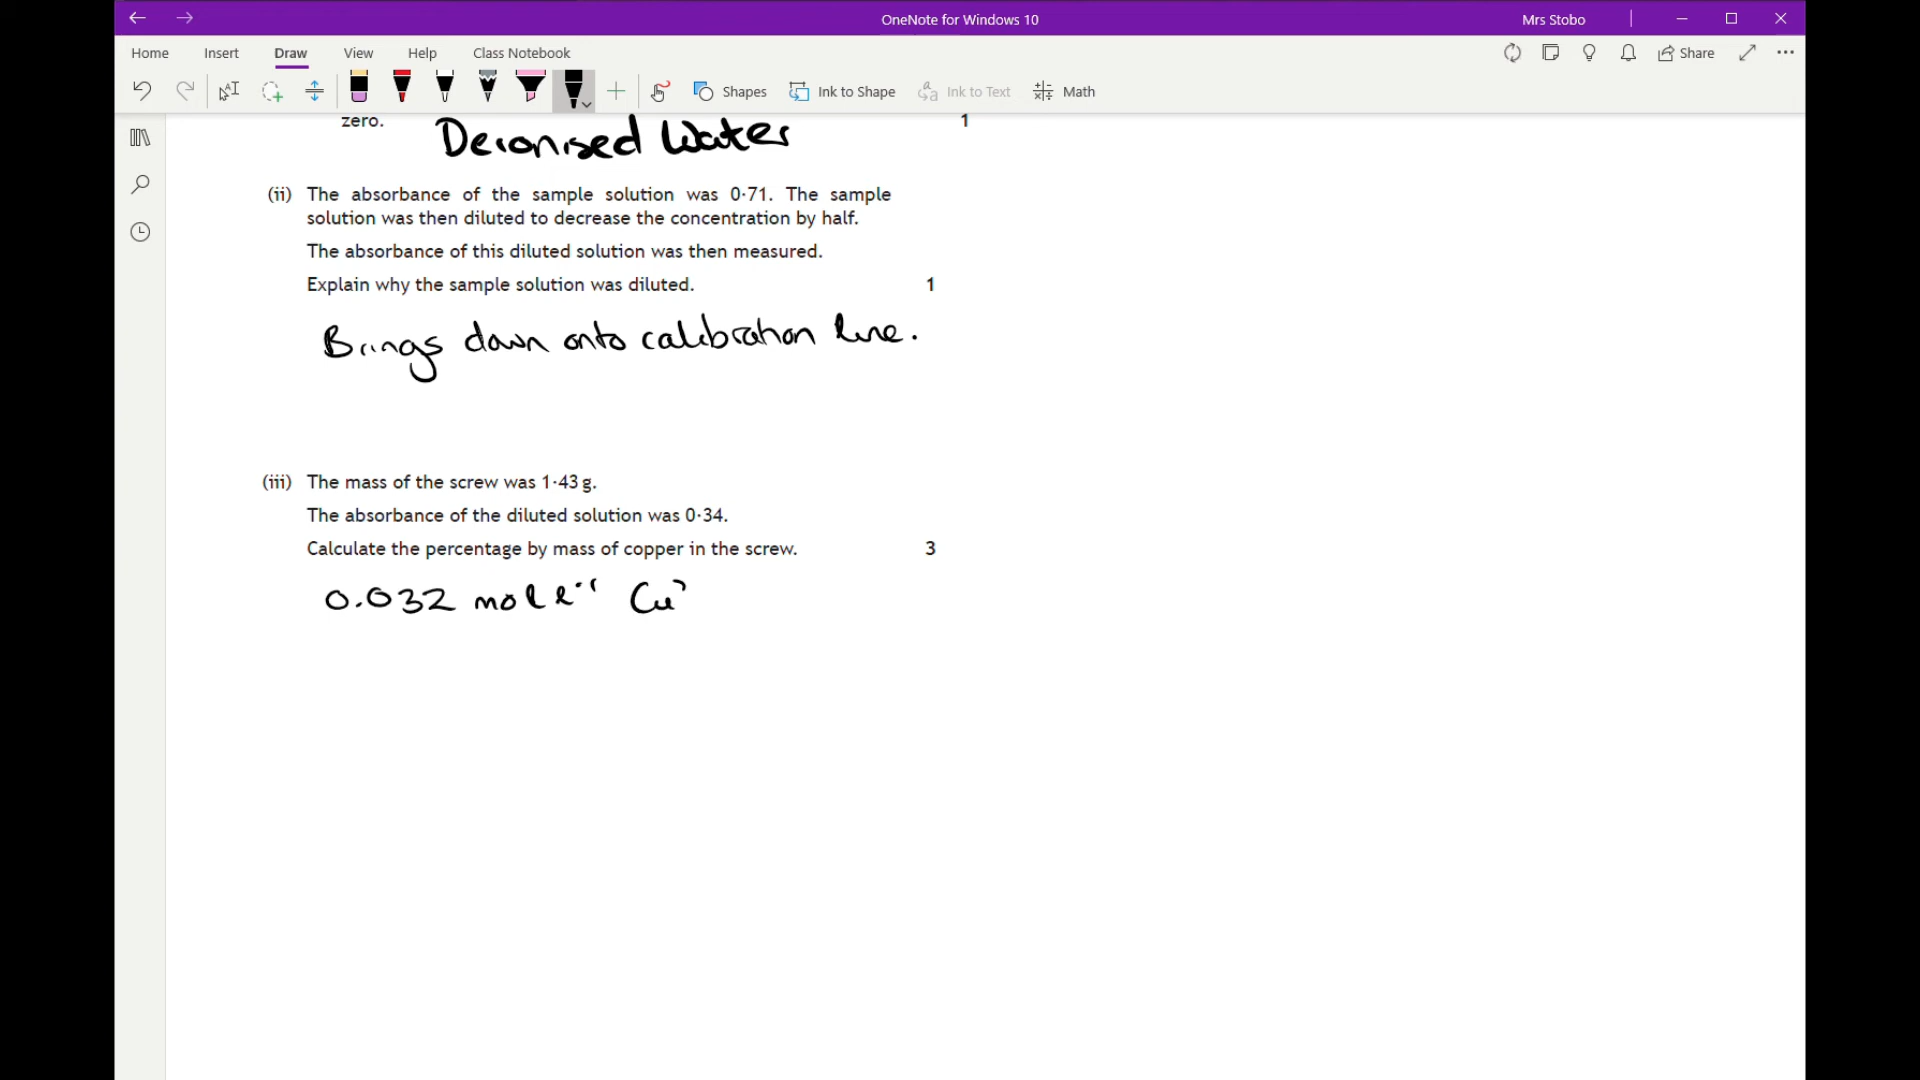 OneNote for Windows 10
Mrs Stobo
Home Insert Draw View Help Class Notebook
Share
Shapes Ink to Shape Ink to Text Math
zero. 1
Deionised Water
(ii) The absorbance of the sample solution was 0·71. The sample
solution was then diluted to decrease the concentration by half.
The absorbance of this diluted solution was then measured.
Explain why the sample solution was diluted. 1
Brings down onto calibration line.
(iii) The mass of the screw was 1·43 g.
The absorbance of the diluted solution was 0·34.
Calculate the percentage by mass of copper in the screw. 3
0.032 mol l⁻¹ Cu